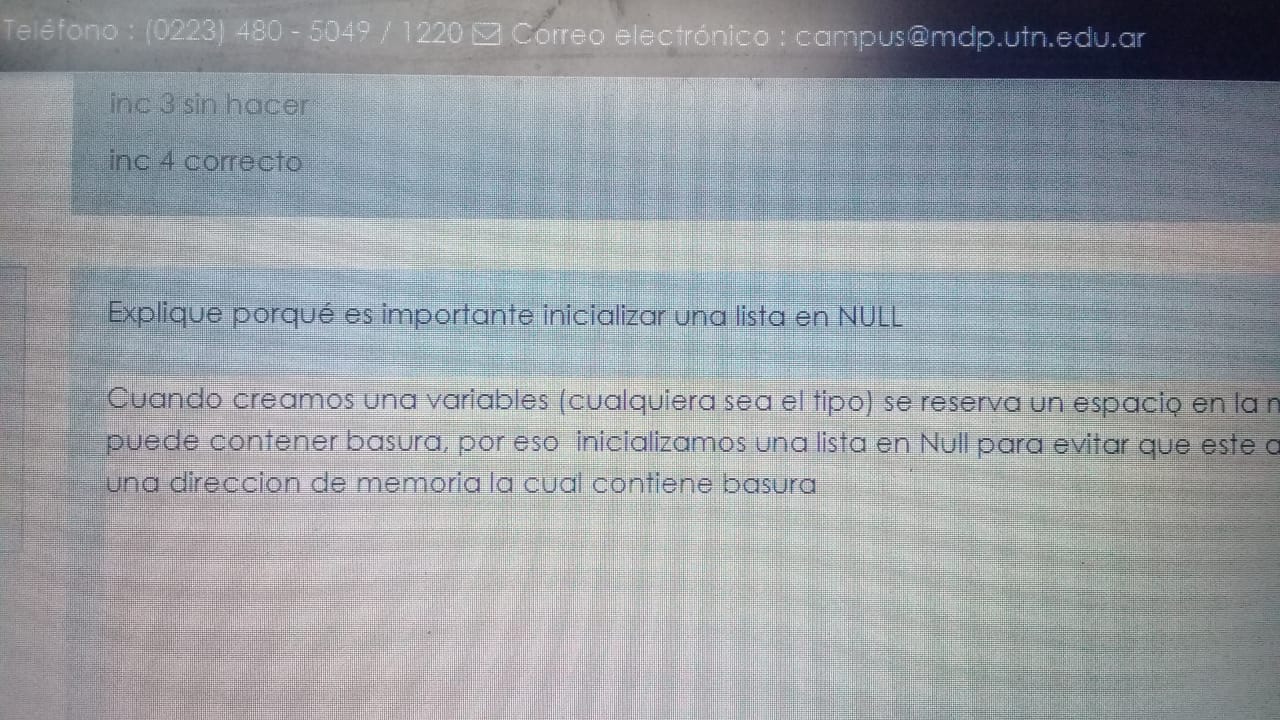 Teléfono : (0223) 480 - 5049 / 1220 Correo electrónico : campus@mdp.utn.edu.ar
inc 3 sin hacer
inc 4 correcto
Explique porqué es importante inicializar una lista en NULL
Cuando creamos una variables (cualquiera sea el tipo) se reserva un espacio en la
puede contener basura, por eso inicializamos una lista en Null para evitar que este
una direccion de memoria la cual contiene basura